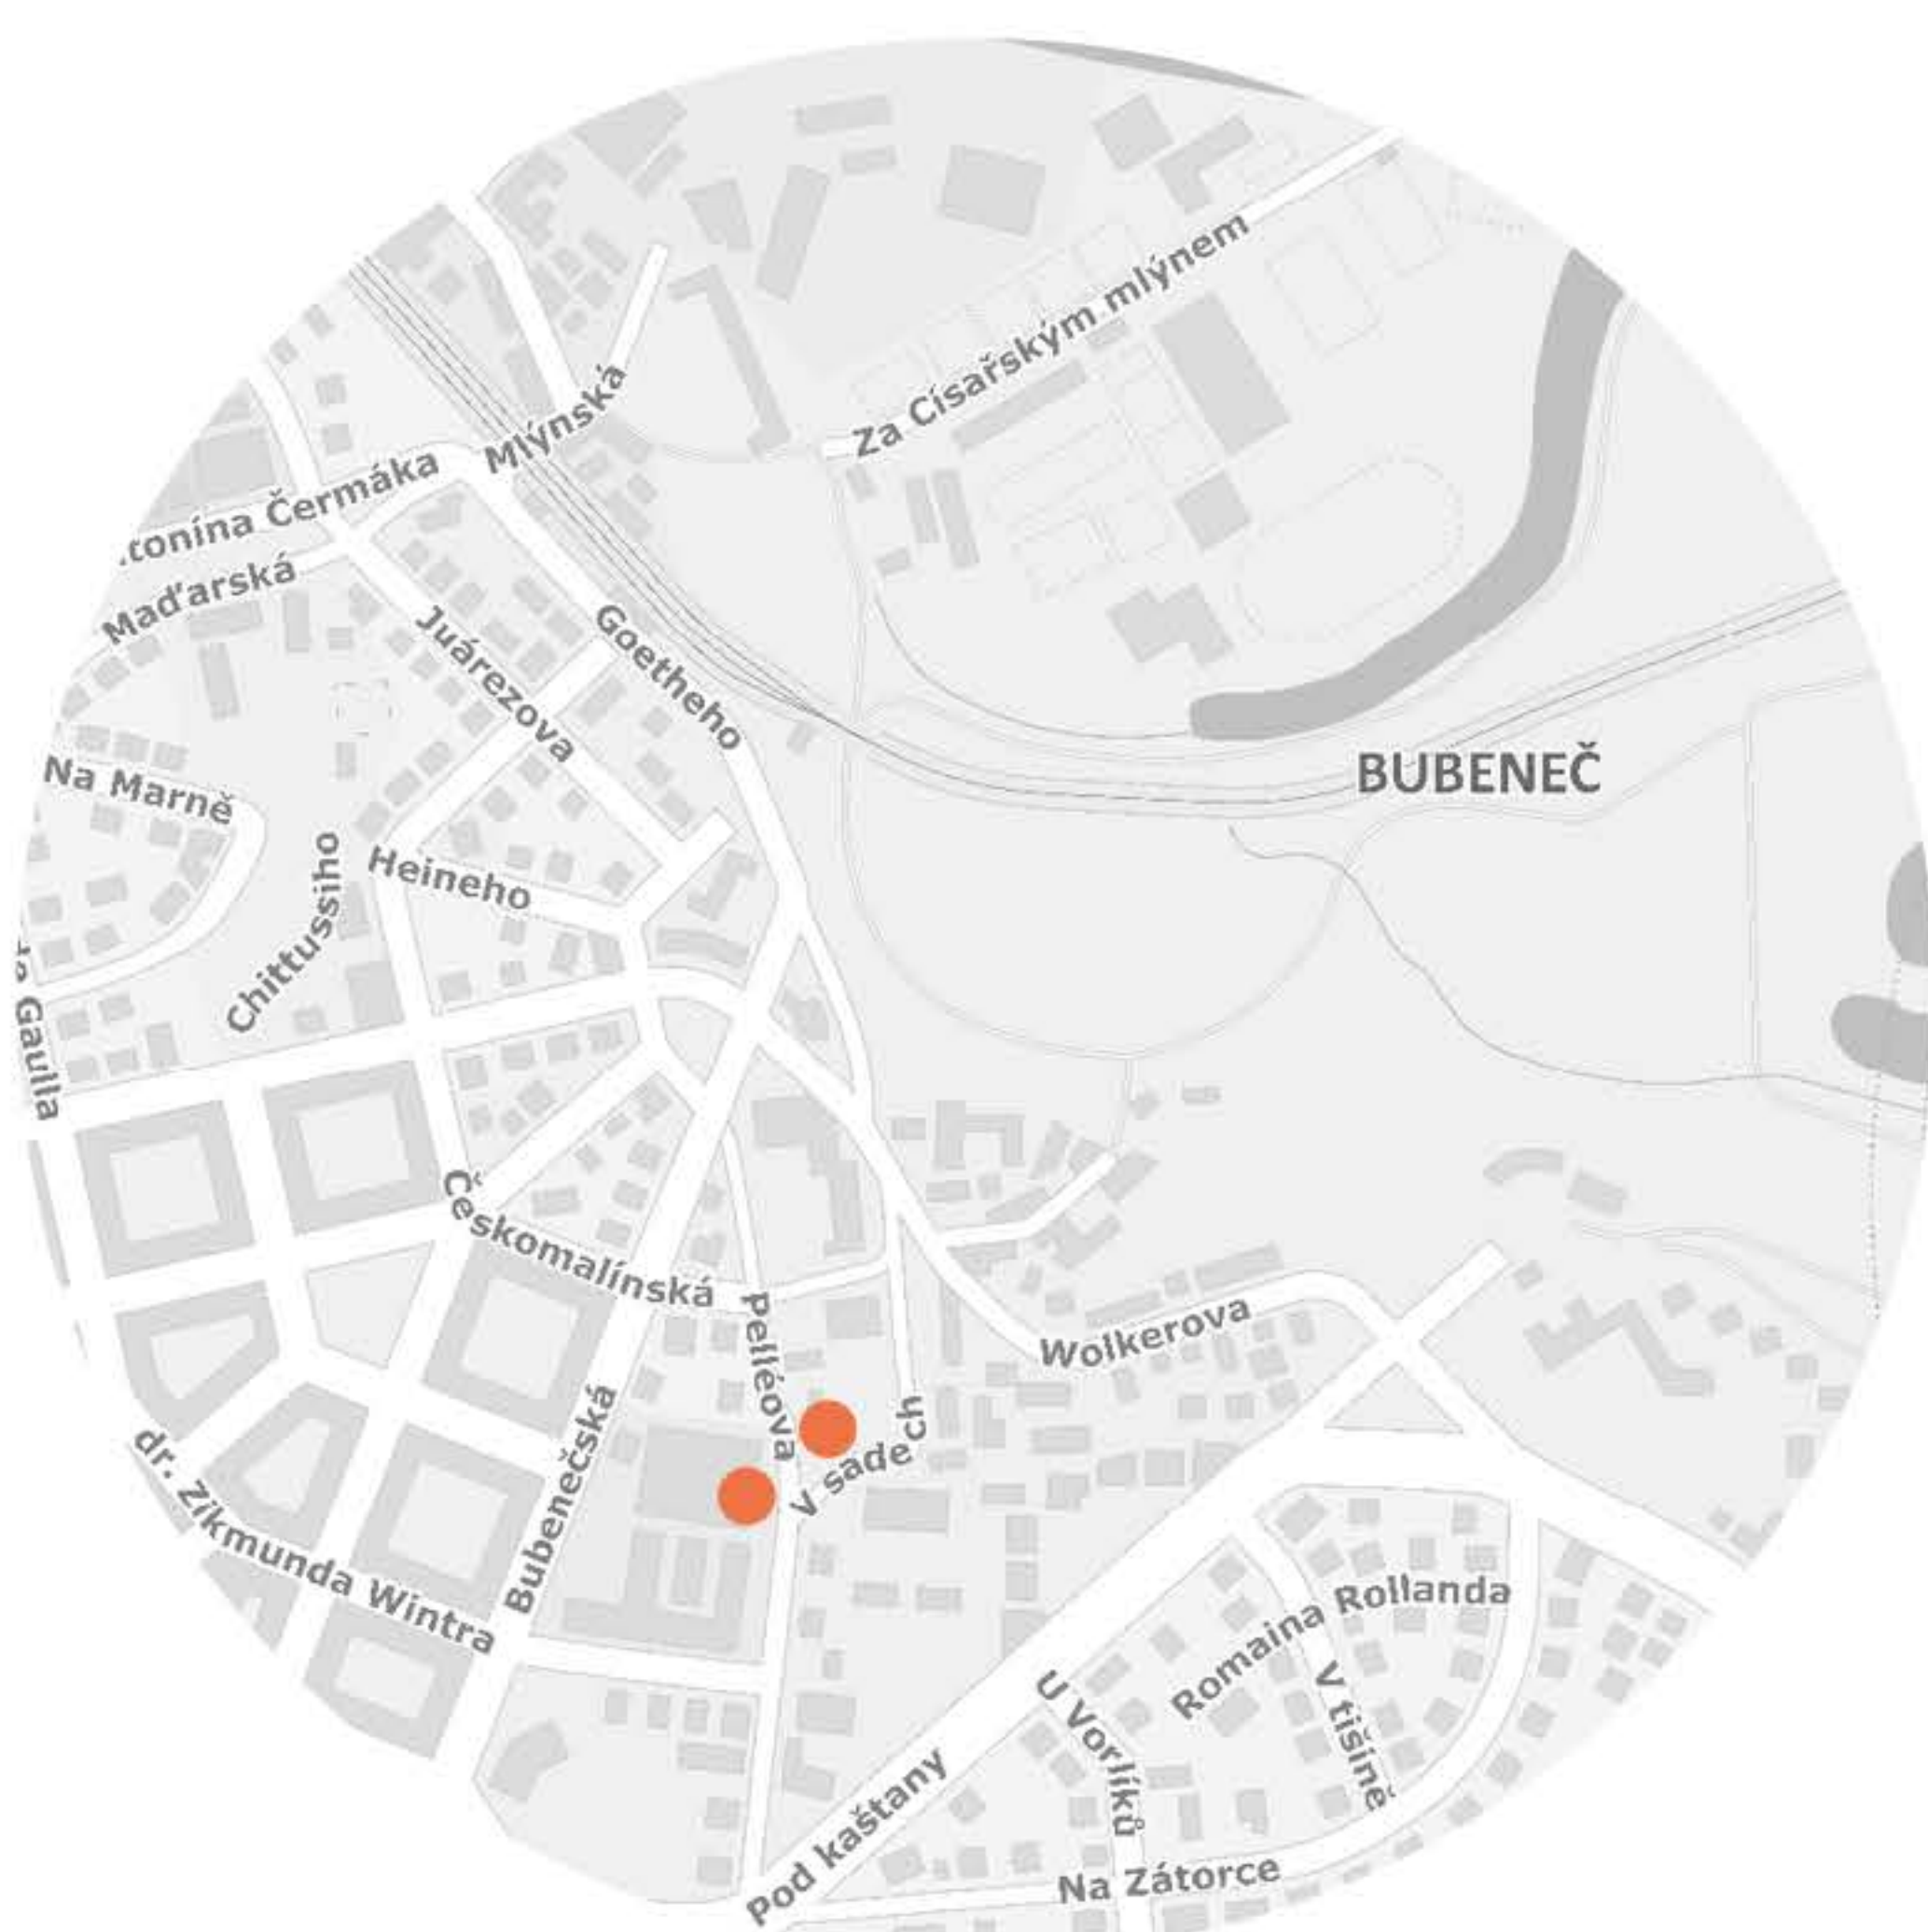 Za Císařským mlýnem
Mlýnská
tonína Čermáka
Maďarská
Juárezova
Goetheho
BUBENEČ
Na Marně
Heineho
Chittussiho
Gaulla
Českomalínská
Pelléova
Wolkerova
V sadech
Bubenečská
dr. Zikmunda Wintra
Romaina Rollanda
V tišině
U Vorlíků
Pod kaštany
Na Zátorce